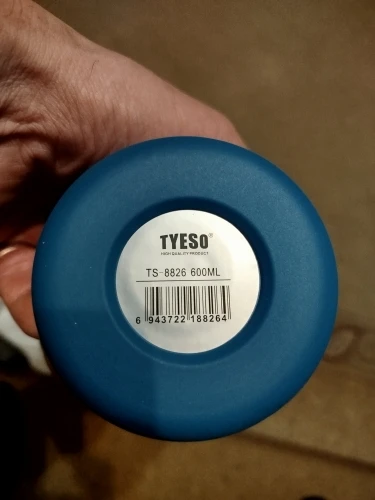 TYESO®
HIGH QUALITY PRODUCT
TS-8826 600ML
6 943722 188264